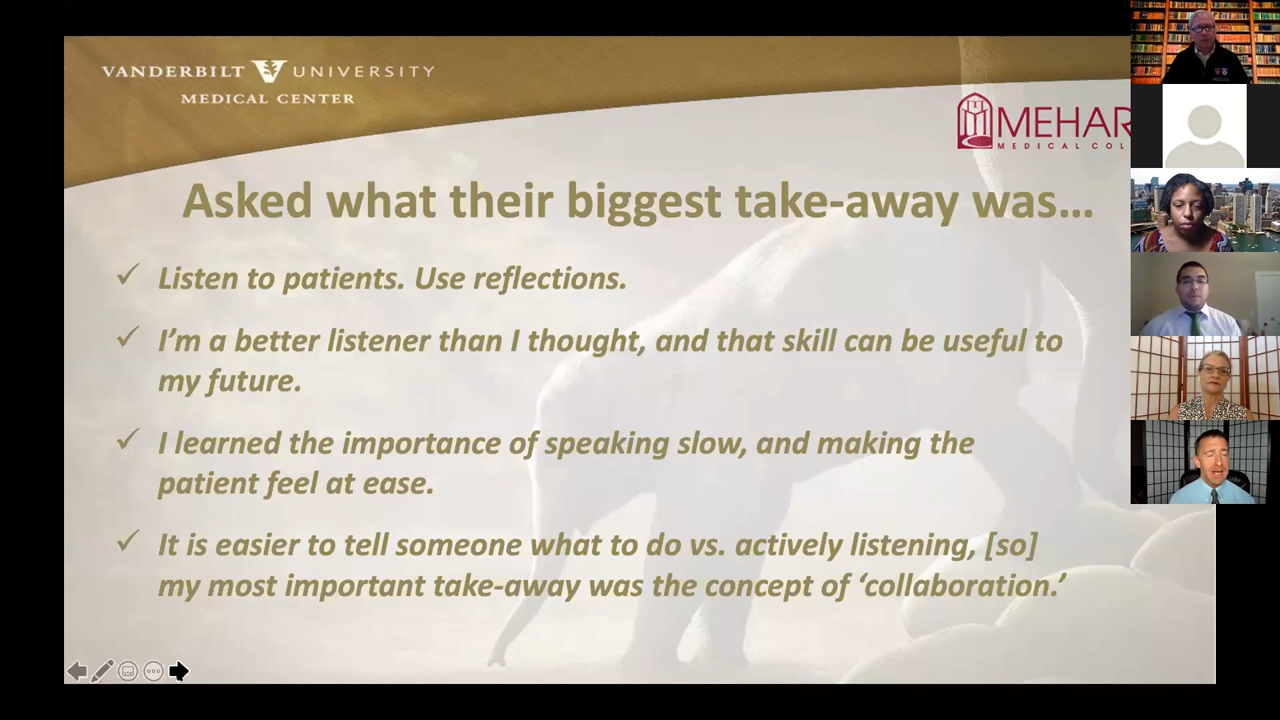 VANDERBILT UNIVERSITY
MEDICAL CENTER
MEHAR
MEDICAL COL
Asked what their biggest take-away was...
Listen to patients. Use reflections.
I'm a better listener than I thought, and that skill can be useful to
my future.
I learned the importance of speaking slow, and making the
patient feel at ease.
It is easier to tell someone what to do vs. actively listening, [so]
my most important take-away was the concept of ‘collaboration.’